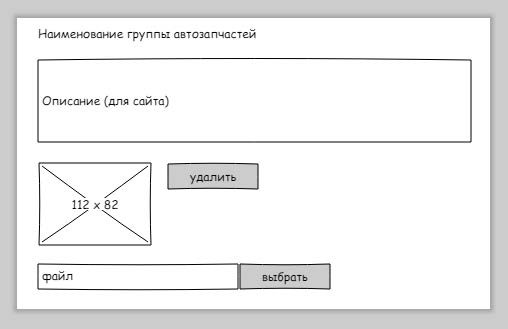 Наименование группы автозапчастей
Описание (для сайта)
удалить
112 x 82
файл
выбрать